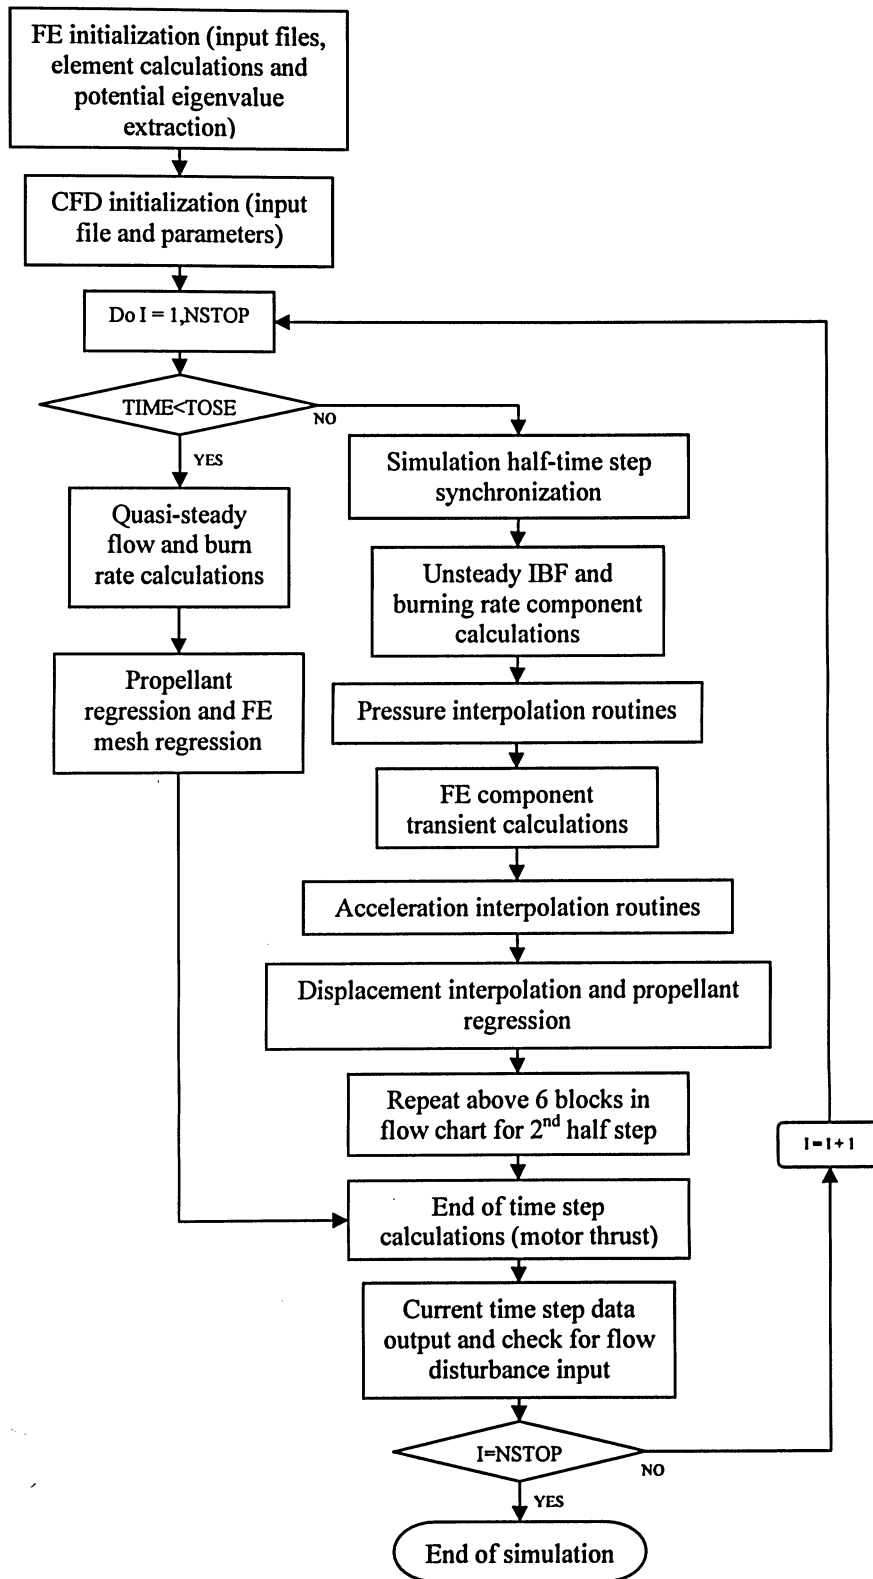 FE initialization (input files,
element calculations and
potential eigenvalue
extraction)
CFD initialization (input
file and parameters)
Do I = 1,NSTOP
TIME<TOSE
NO
YES
Simulation half-time step
synchronization
Quasi-steady
flow and burn
rate calculations
Unsteady IBF and
burning rate component
calculations
Propellant
regression and FE
mesh regression
Pressure interpolation routines
FE component
transient calculations
Acceleration interpolation routines
Displacement interpolation and propellant
regression
Repeat above 6 blocks in
flow chart for 2nd half step
I = I + 1
End of time step
calculations (motor thrust)
Current time step data
output and check for flow
disturbance input
I=NSTOP
NO
YES
End of simulation